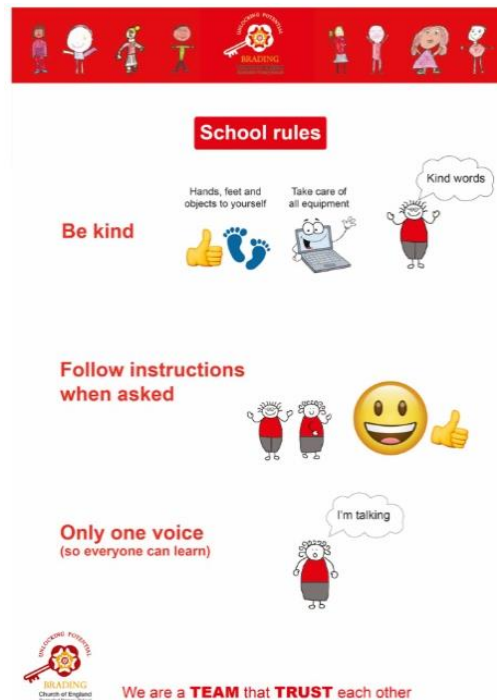 UNLOCKING POTENTIAL
BRADING
School rules
Kind words
Hands, feet and
objects to yourself
Take care of
all equipment
Be kind
Follow instructions
when asked
I'm talking
Only one voice
(so everyone can learn)
UNLOCKING POTENTIAL
BRADING
Church of England
We are a TEAM that TRUST each other